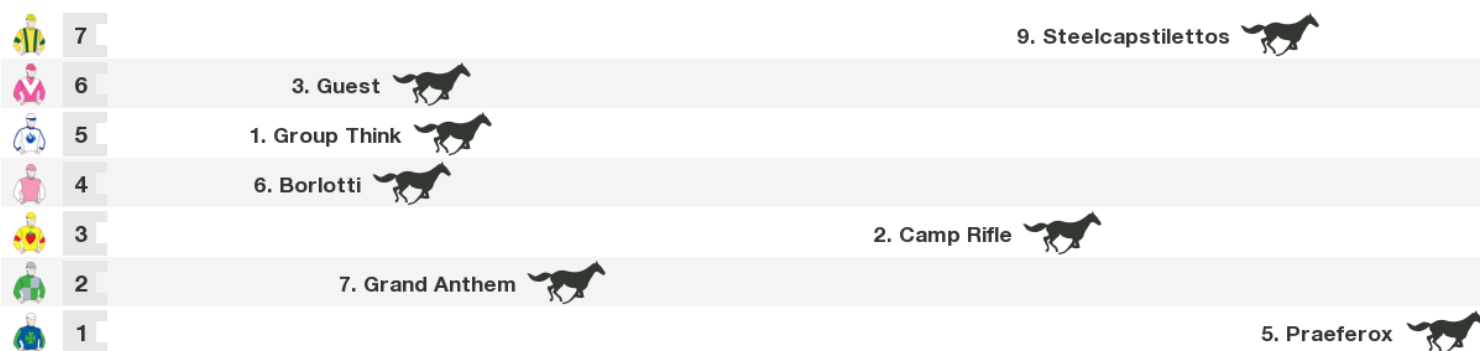 7 9. Steelcapstilettos
6 3. Guest
5 1. Group Think
4 6. Borlotti
3 2. Camp Rifle
2 7. Grand Anthem
1 5. Praeferox